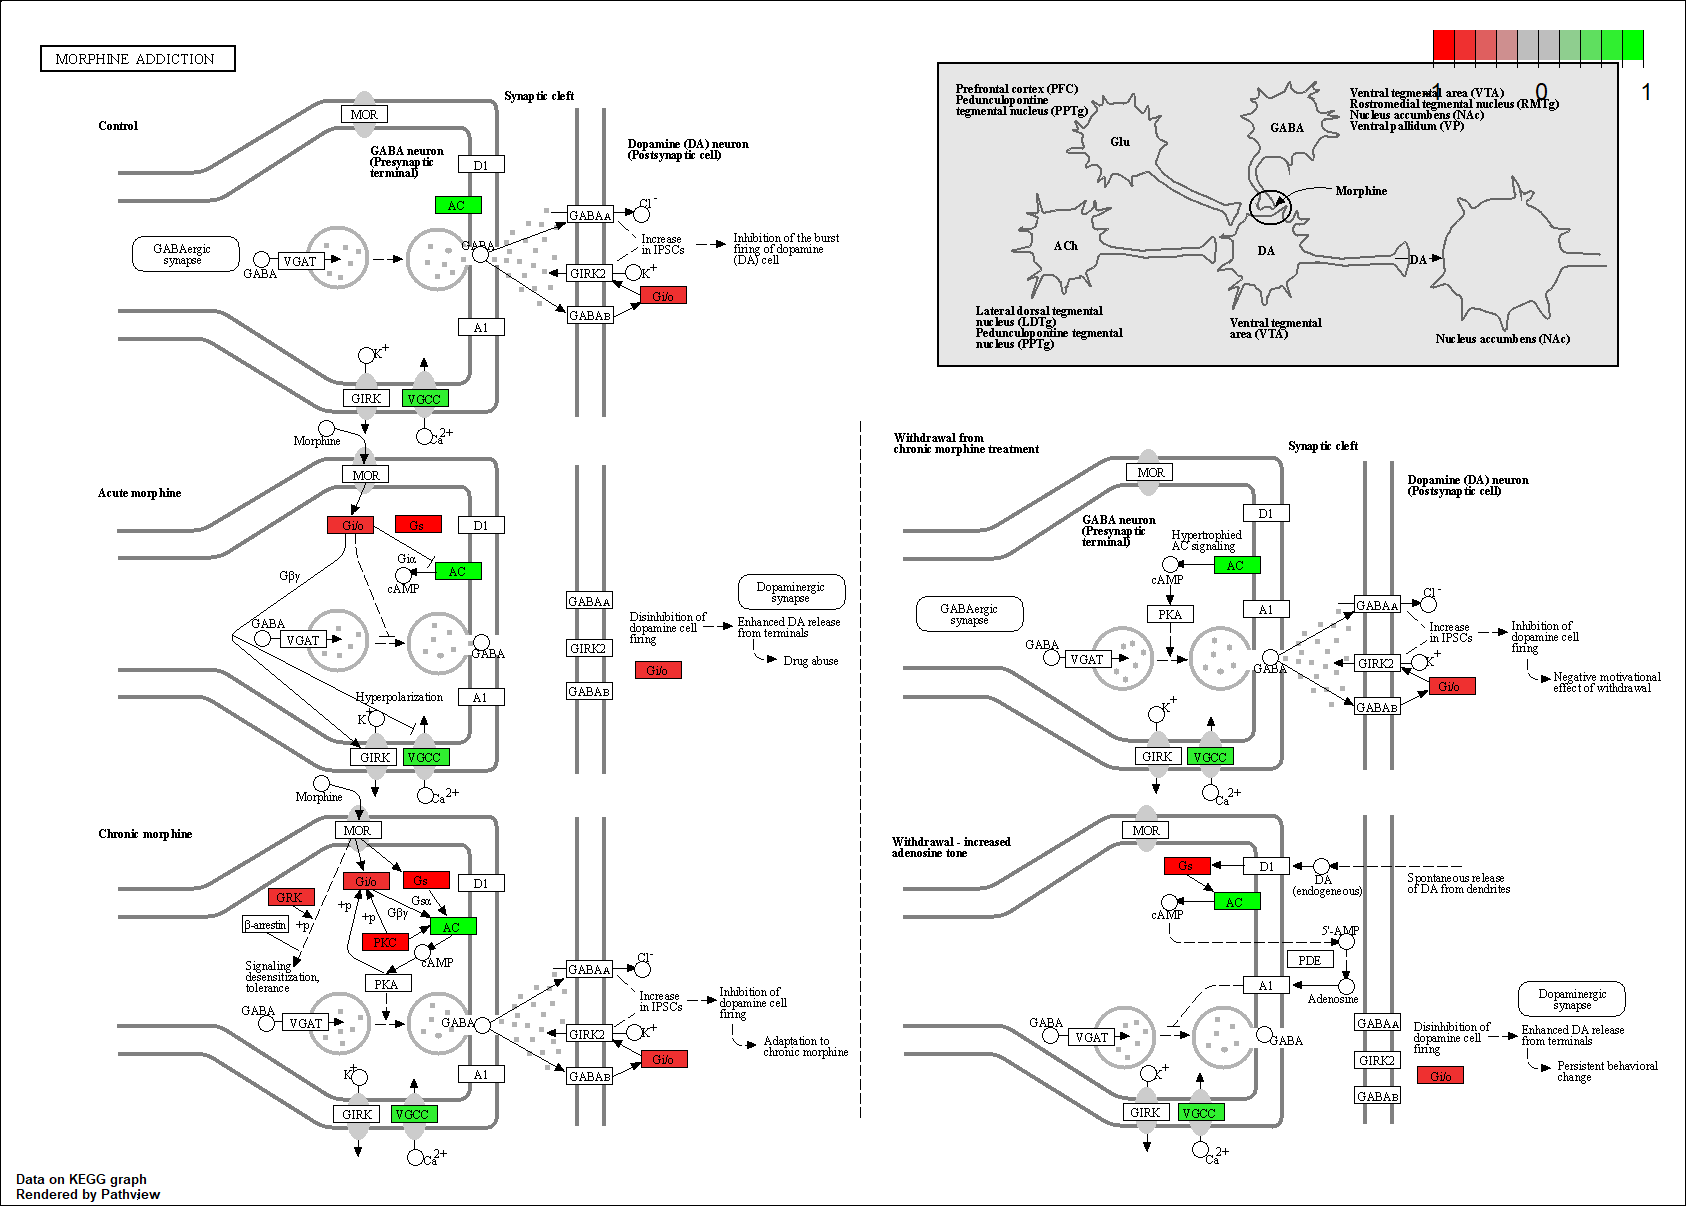 MORPHINE ADDICTION
-1
0
1
Prefrontal cortex (PFC)
Pedunculopontine
tegmental nucleus (PPTg)
Glu
GABA
Ventral tegmental area (VTA)
Rostromedial tegmental nucleus (RMTg)
Nucleus accumbens (NAc)
Ventral pallidum (VP)
Morphine
ACh
DA
DA
Lateral dorsal tegmental
nucleus (LDTg)
Pedunculopontine tegmental
nucleus (PPTg)
Ventral tegmental
area (VTA)
Nucleus accumbens (NAc)
Control
MOR
Synaptic cleft
GABA neuron
(Presynaptic
terminal)
Dopamine (DA) neuron
(Postsynaptic cell)
D1
AC
GABAergic
synapse
GABA
VGAT
GABA
GABAA
Cl-
Increase
in IPSCs
Inhibition of the burst
firing of dopamine
(DA) cell
GIRK2
K+
Gi/o
GABAB
A1
K+
GIRK
VGCC
Ca2+
Morphine
MOR
Acute morphine
Gi/o
Gs
D1
Giα
AC
cAMP
Gβγ
GABA
VGAT
GABA
Hyperpolarization
A1
K+
GIRK
VGCC
Ca2+
GABAA
GIRK2
GABAB
Disinhibition of
dopamine cell
firing
Gi/o
Dopaminergic
synapse
Enhanced DA release
from terminals
Drug abuse
Morphine
MOR
Chronic morphine
GRK
Gi/o
Gs
D1
Gsα
+p
+p
Gβγ
β-arrestin
+p
AC
PKC
cAMP
Signaling
desensitization,
tolerance
PKA
GABA
VGAT
GABA
A1
K+
GIRK
VGCC
Ca2+
GABAA
Cl-
Increase
in IPSCs
GIRK2
K+
Gi/o
GABAB
Inhibition of
dopamine cell
firing
Adaptation to
chronic morphine
Withdrawal from
chronic morphine treatment
Synaptic cleft
MOR
Dopamine (DA) neuron
(Postsynaptic cell)
GABA neuron
(Presynaptic
terminal)
D1
Hypertrophied
AC signaling
AC
cAMP
PKA
A1
GABAergic
synapse
GABA
VGAT
GABA
GABAA
Cl-
Increase
in IPSCs
GIRK2
K+
Gi/o
GABAB
Inhibition of
dopamine cell
firing
Negative motivational
effect of withdrawal
K+
GIRK
VGCC
Ca2+
Withdrawal - increased
adenosine tone
MOR
Gs
D1
DA
(endogeneous)
Spontaneous release
of DA from dendrites
AC
cAMP
5'-AMP
PDE
A1
Adenosine
GABA
VGAT
GABA
K+
GIRK
VGCC
Ca2+
GABAA
GIRK2
GABAB
Disinhibition of
dopamine cell
firing
Gi/o
Dopaminergic
synapse
Enhanced DA release
from terminals
Persistent behavioral
change
Data on KEGG graph
Rendered by Pathview